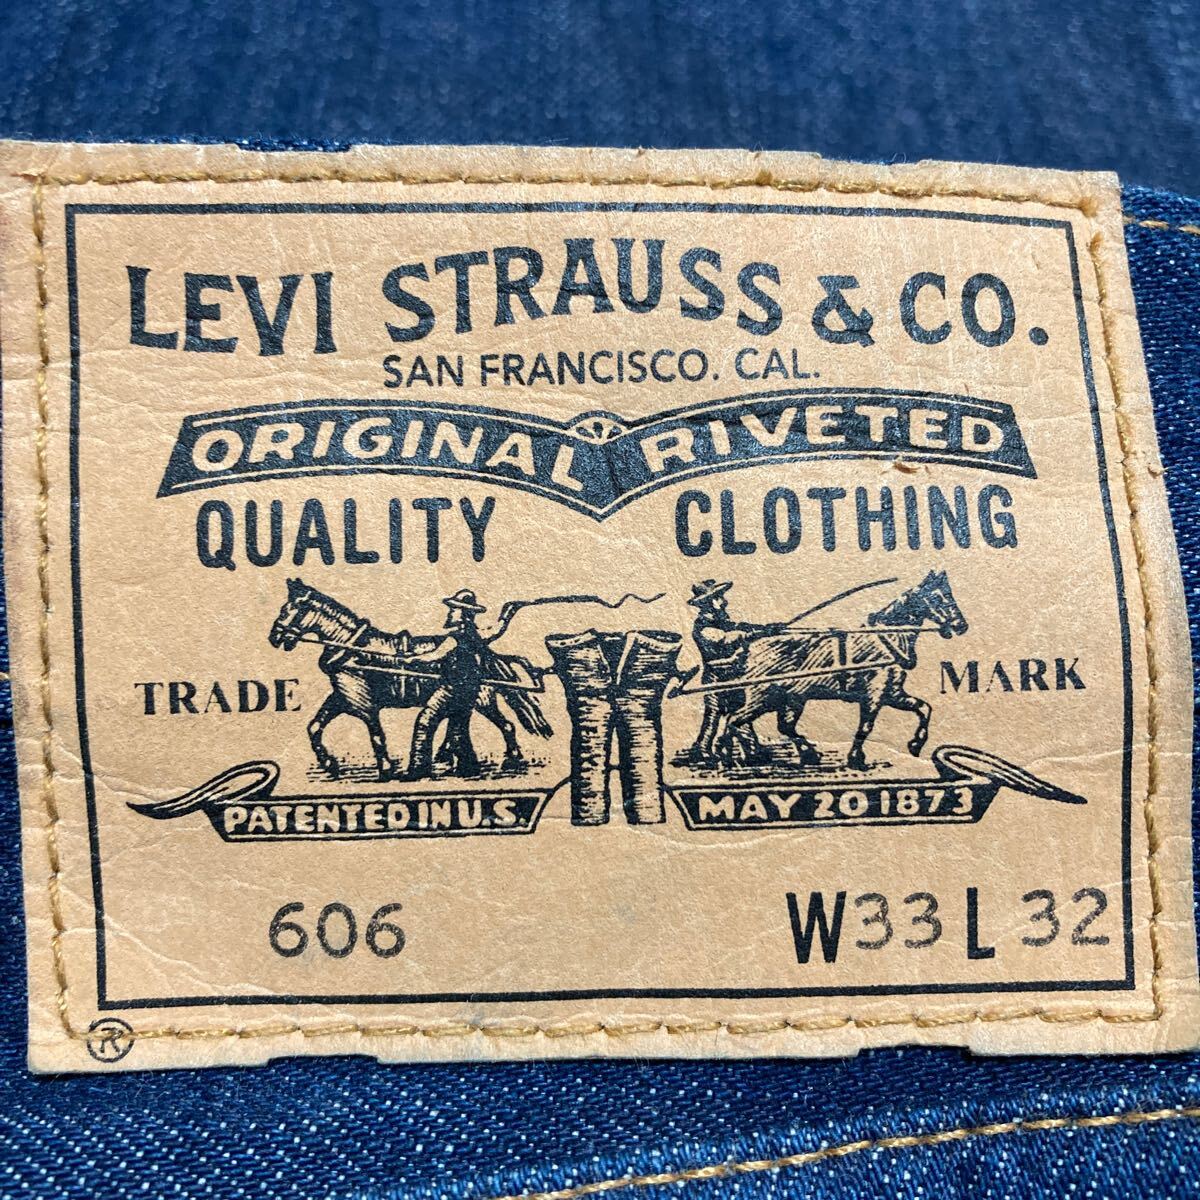 LEVI STRAUSS & CO.
SAN FRANCISCO. CAL.
ORIGINAL RIVETED
QUALITY CLOTHING
TRADE MARK
PATENTED IN U.S. MAY 20 1873
606 W33 L 32
®